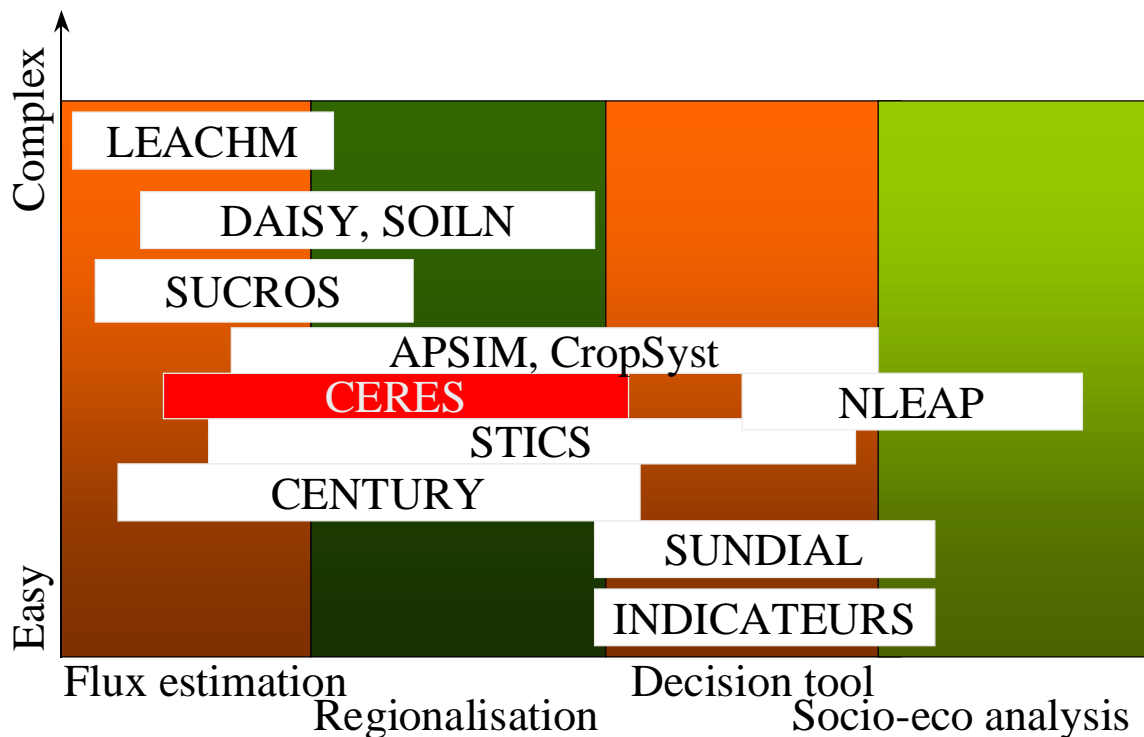 Complex
LEACHM
DAISY, SOILN
SUCROS
APSIM, CropSyst
CERES
NLEAP
STICS
CENTURY
SUNDIAL
INDICATEURS
Easy
Flux estimation
Decision tool
Regionalisation
Socio-eco analysis